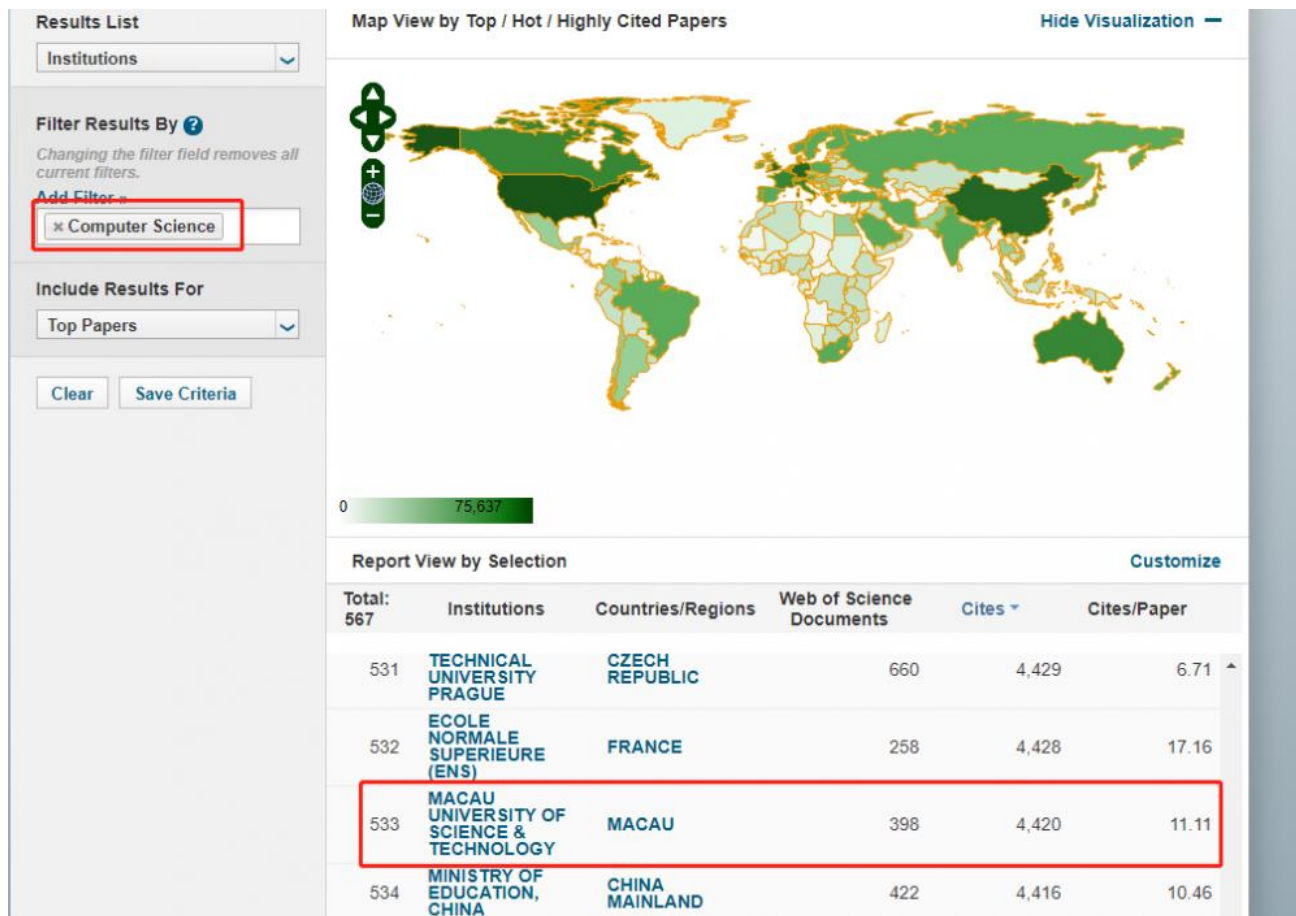 Results List
Institutions
Filter Results By ?
Changing the filter field removes all
current filters.
Add Filter »
× Computer Science
Include Results For
Top Papers
Clear Save Criteria
Map View by Top / Hot / Highly Cited Papers Hide Visualization −
+
−
0 75,637
Report View by Selection Customize
Total:
567 Institutions Countries/Regions Web of Science
Documents Cites Cites/Paper
531 TECHNICAL
UNIVERSITY
PRAGUE CZECH
REPUBLIC 660 4,429 6.71
532 ECOLE
NORMALE
SUPERIEURE
(ENS) FRANCE 258 4,428 17.16
533 MACAU
UNIVERSITY OF
SCIENCE &
TECHNOLOGY MACAU 398 4,420 11.11
534 MINISTRY OF
EDUCATION,
CHINA CHINA
MAINLAND 422 4,416 10.46